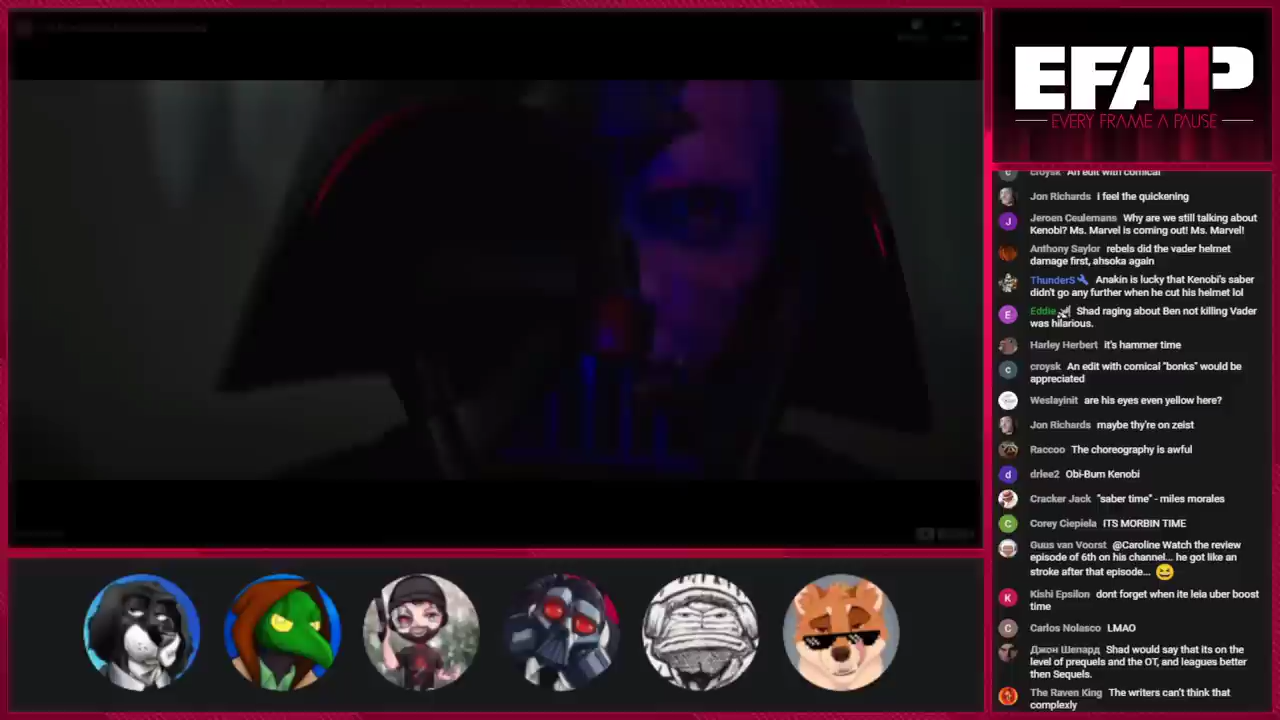 EFAP
EVERY FRAME A PAUSE
croysk An edit with comical
Jon Richards i feel the quickening
Jeroen Ceulemans Why are we still talking about
Kenobi? Ms. Marvel is coming out! Ms. Marvel!
Anthony Saylor rebels did the vader helmet
damage first, ahsoka again
ThunderS Anakin is lucky that Kenobi's saber
didn't go any further when he cut his helmet lol
Eddie Shad raging about Ben not killing Vader
was hilarious.
Harley Herbert it's hammer time
croysk An edit with comical "bonks" would be
appreciated
Weslayinit are his eyes even yellow here?
Jon Richards maybe thy're on zeist
Raccoo The choreography is awful
drlee2 Obi-Bum Kenobi
Cracker Jack "saber time" - miles morales
Corey Ciepiela ITS MORBIN TIME
Guus van Voorst @Caroline Watch the review
episode of 6th on his channel... he got like an
stroke after that episode... 😆
Kishi Epsilon dont forget when ite leia uber boost
time
Carlos Nolasco LMAO
Джон Шепард Shad would say that its on the
level of prequels and the OT, and leagues better
then Sequels.
The Raven King The writers can't think that
complexly